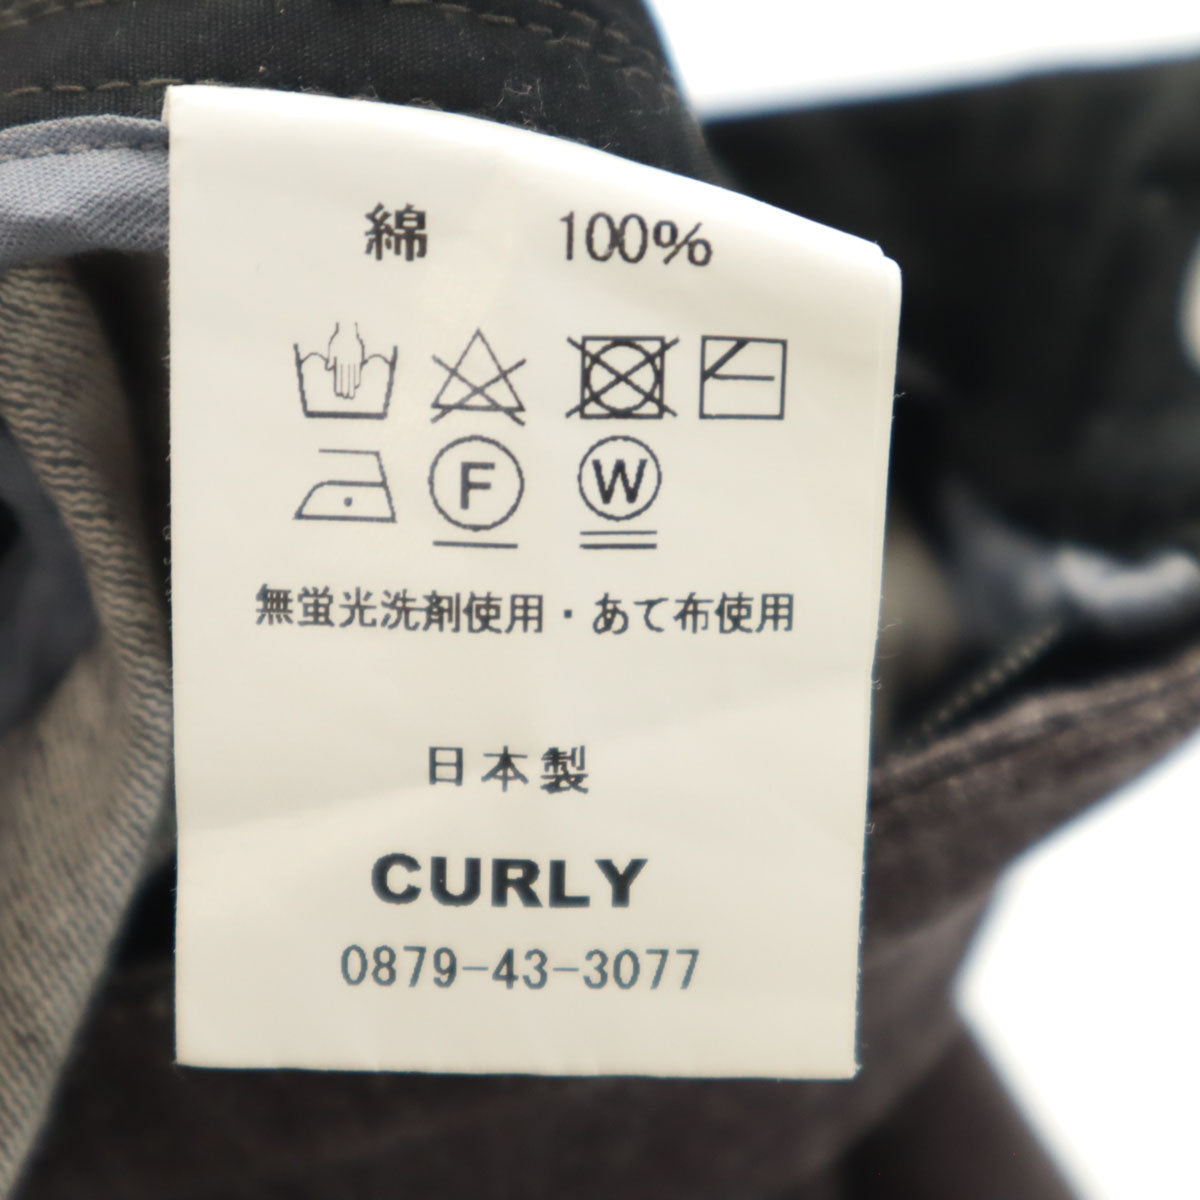 綿 100%
F W
無蛍光洗剤使用・あて布使用
日本製
CURLY
0879-43-3077